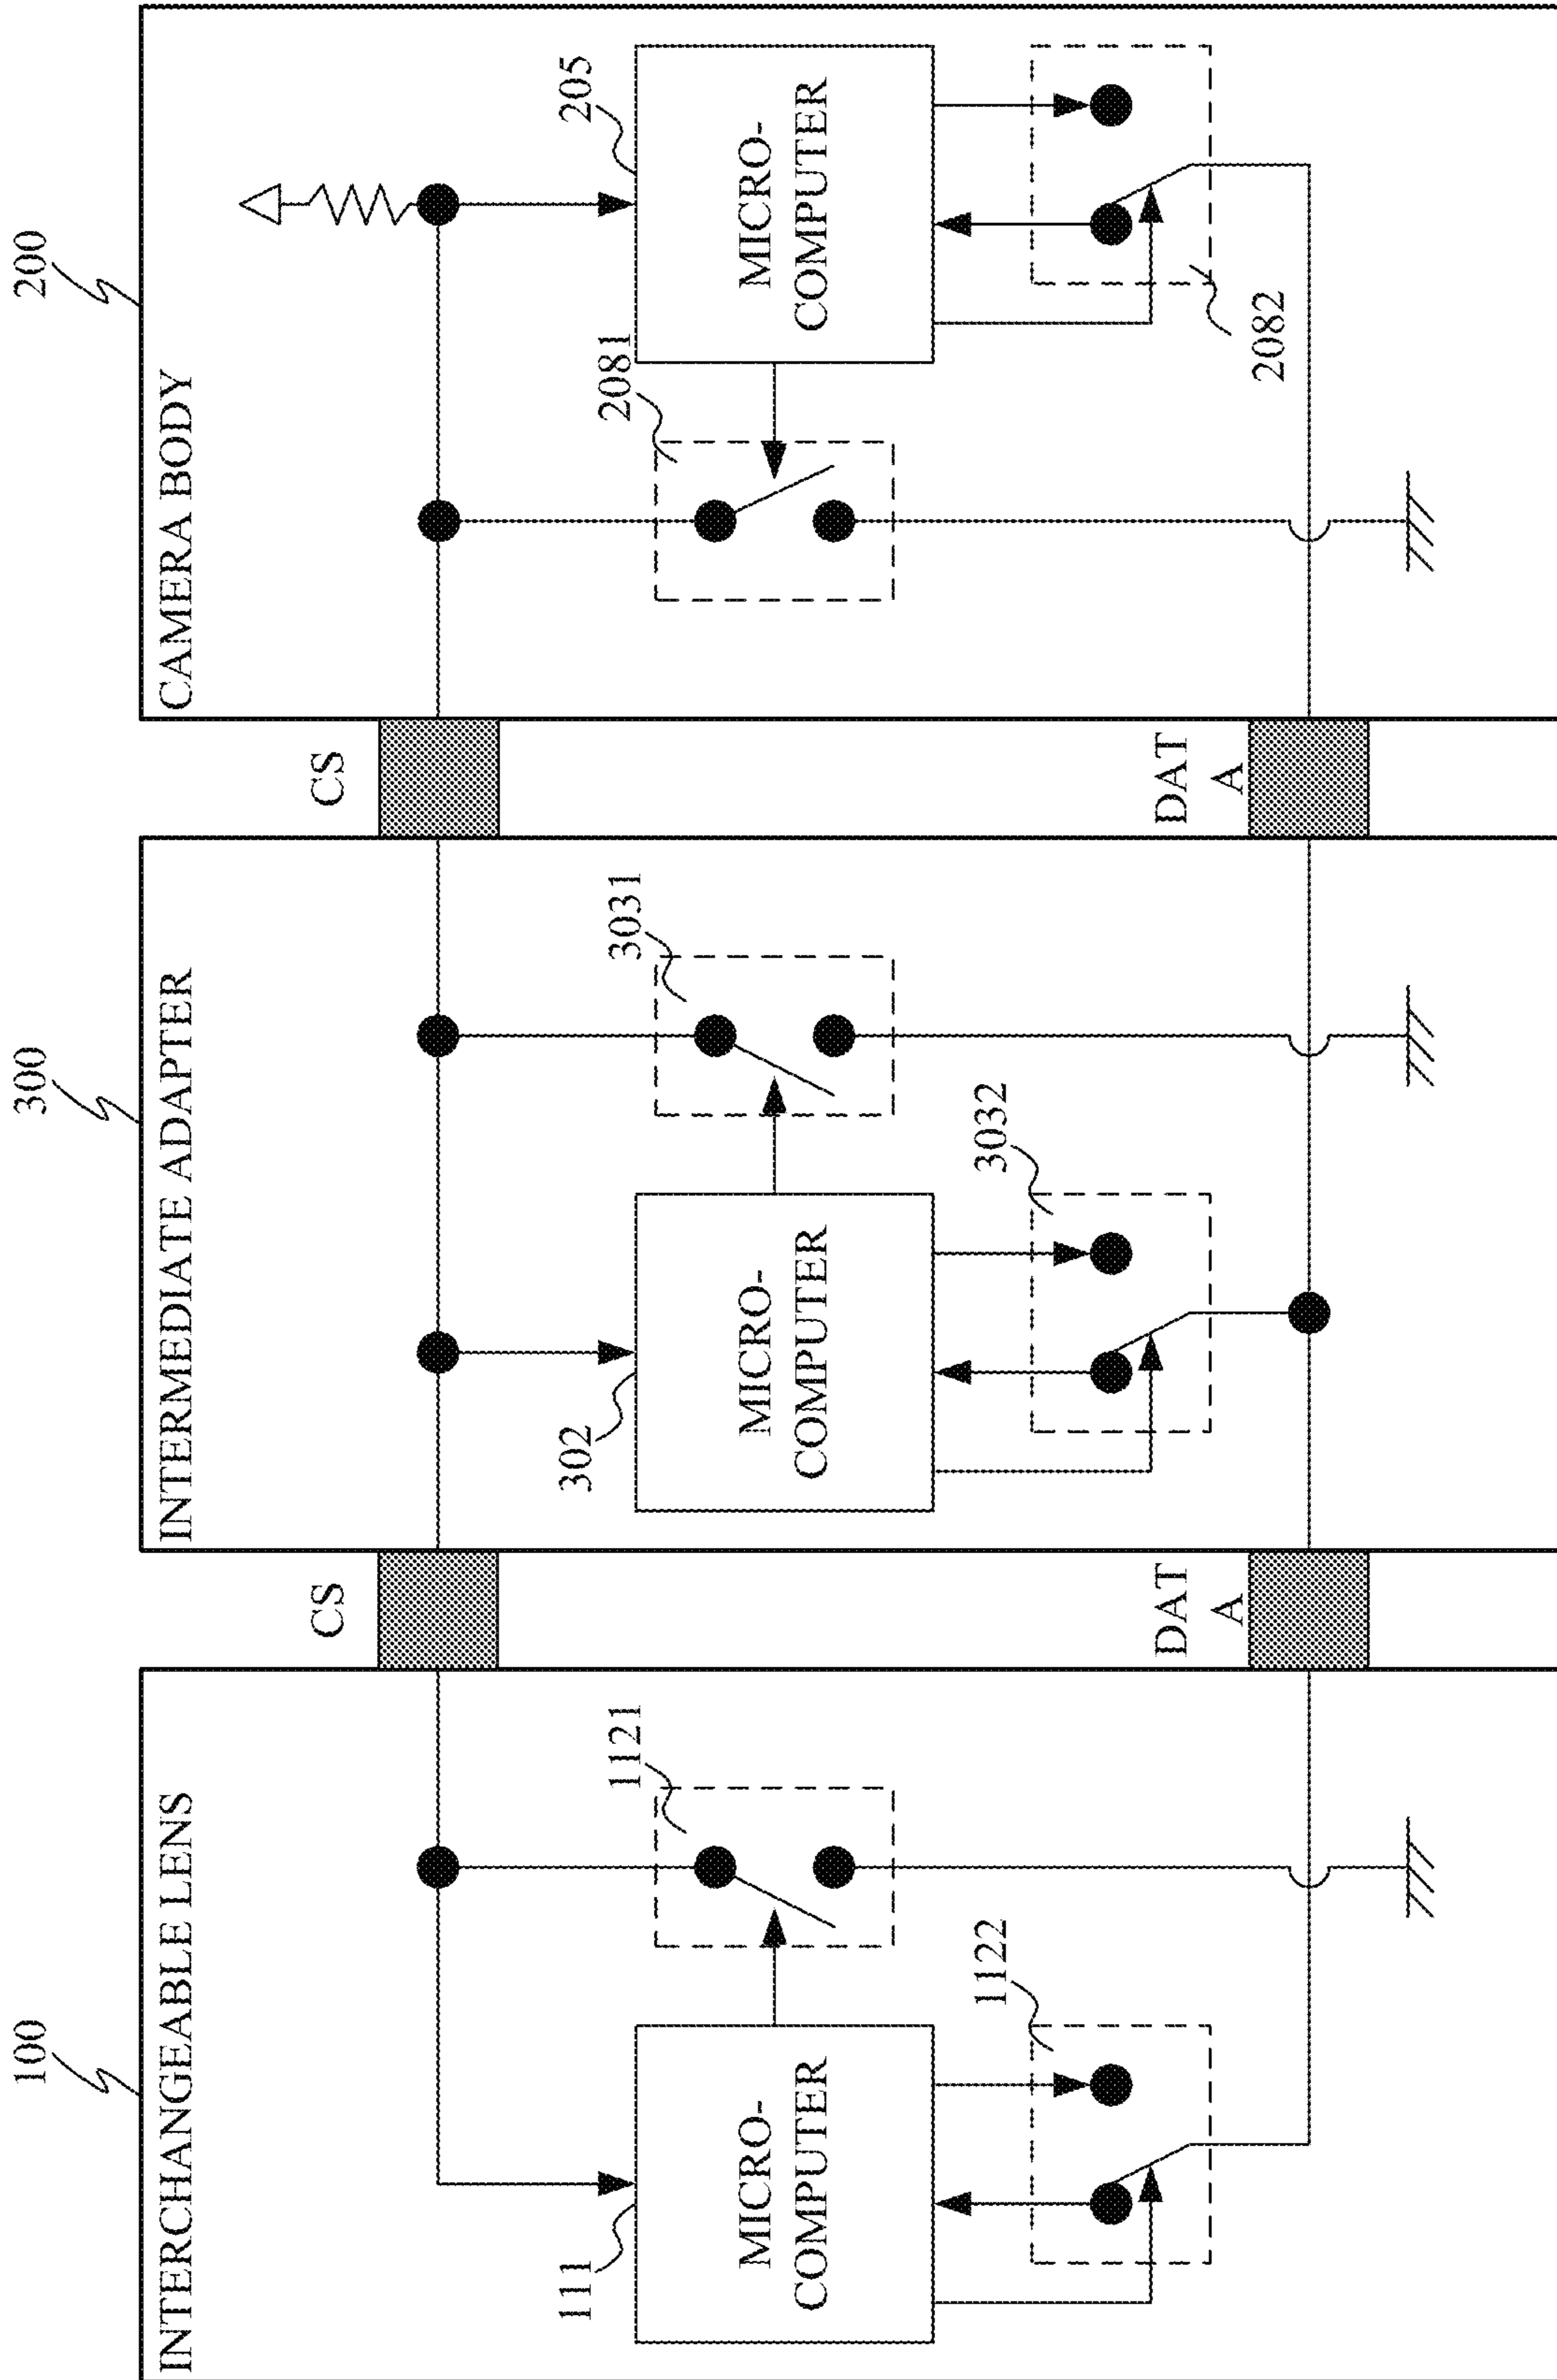 100
300
200
INTERCHANGEABLE LENS
INTERMEDIATE ADAPTER
CAMERA BODY
CS
CS
111
MICRO-
COMPUTER
1121
302
MICRO-
COMPUTER
3031
2081
205
MICRO-
COMPUTER
1122
3032
2082
DAT
A
DAT
A